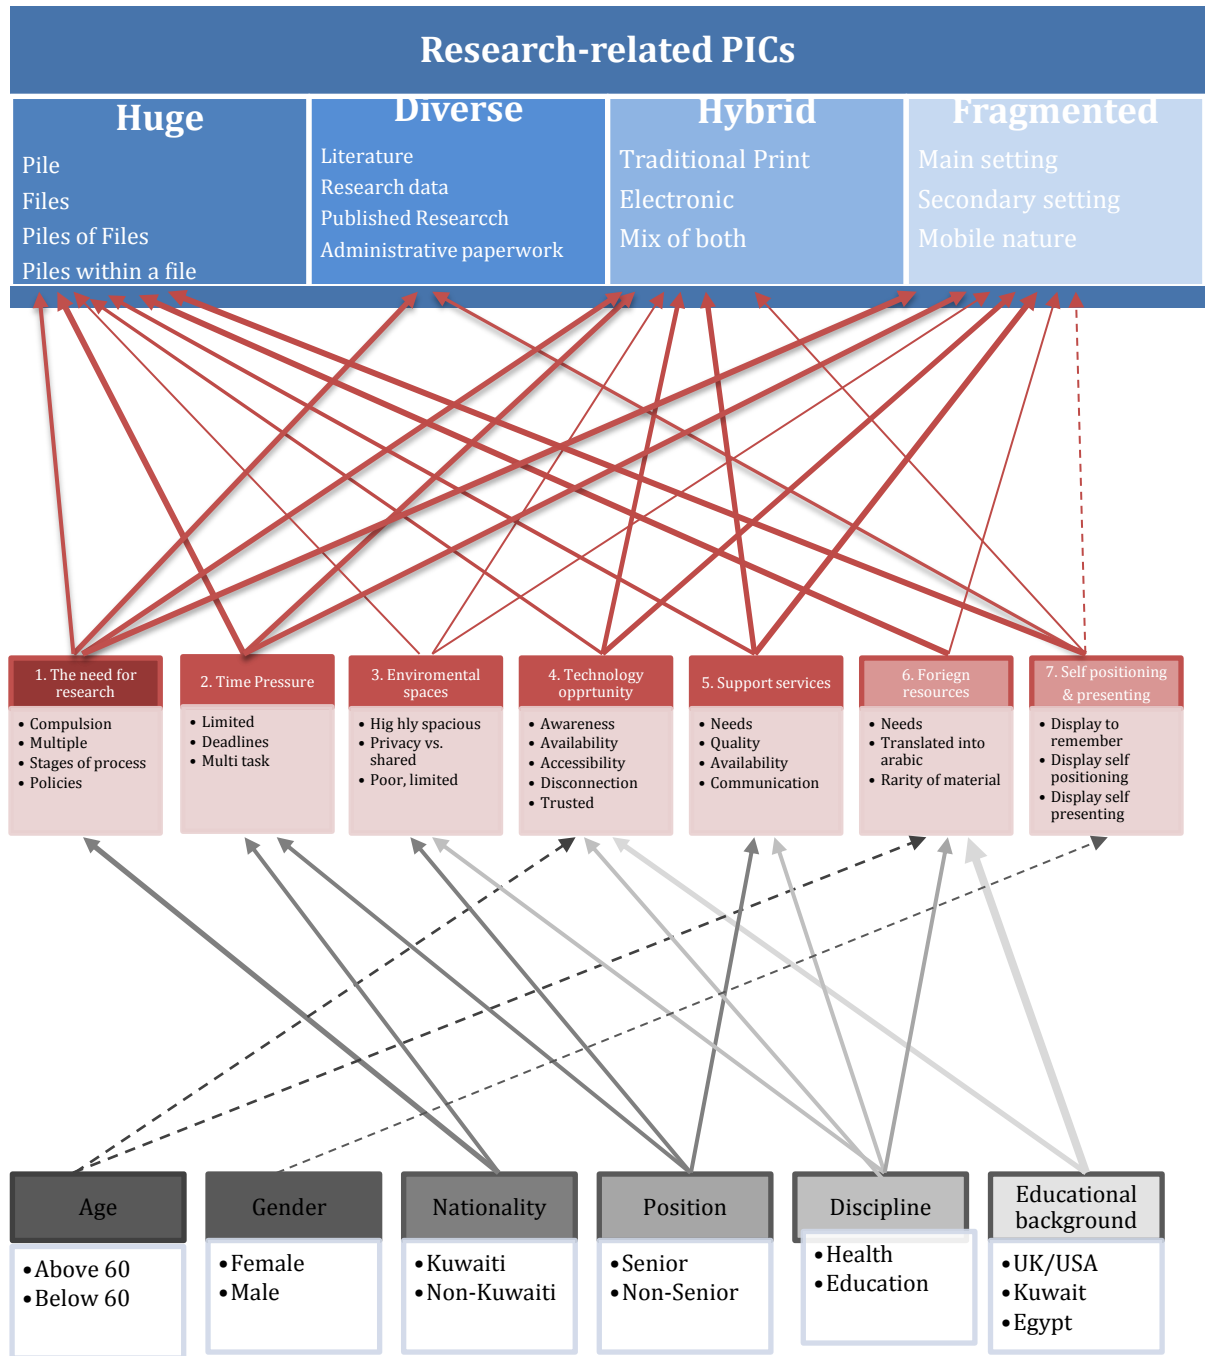 Research-related PICs
Huge
Pile
Files
Piles of Files
Piles within a file
Diverse
Literature
Research data
Published Researcch
Administrative paperwork
Hybrid
Traditional Print
Electronic
Mix of both
Fragmented
Main setting
Secondary setting
Mobile nature
1. The need for
research
• Compulsion
• Multiple
• Stages of process
• Policies
2. Time Pressure
• Limited
• Deadlines
• Multi task
3. Enviromental
spaces
• Hig hly spacious
• Privacy vs.
shared
• Poor, limited
4. Technology
opprtunity
• Awareness
• Availability
• Accessibility
• Disconnection
• Trusted
5. Support services
• Needs
• Quality
• Availability
• Communication
6. Foriegn
resources
• Needs
• Translated into
arabic
• Rarity of material
7. Self positioning
& presenting
• Display to
remember
• Display self
positioning
• Display self
presenting
Age
• Above 60
• Below 60
Gender
• Female
• Male
Nationality
• Kuwaiti
• Non-Kuwaiti
Position
• Senior
• Non-Senior
Discipline
• Health
• Education
Educational
background
• UK/USA
• Kuwait
• Egypt